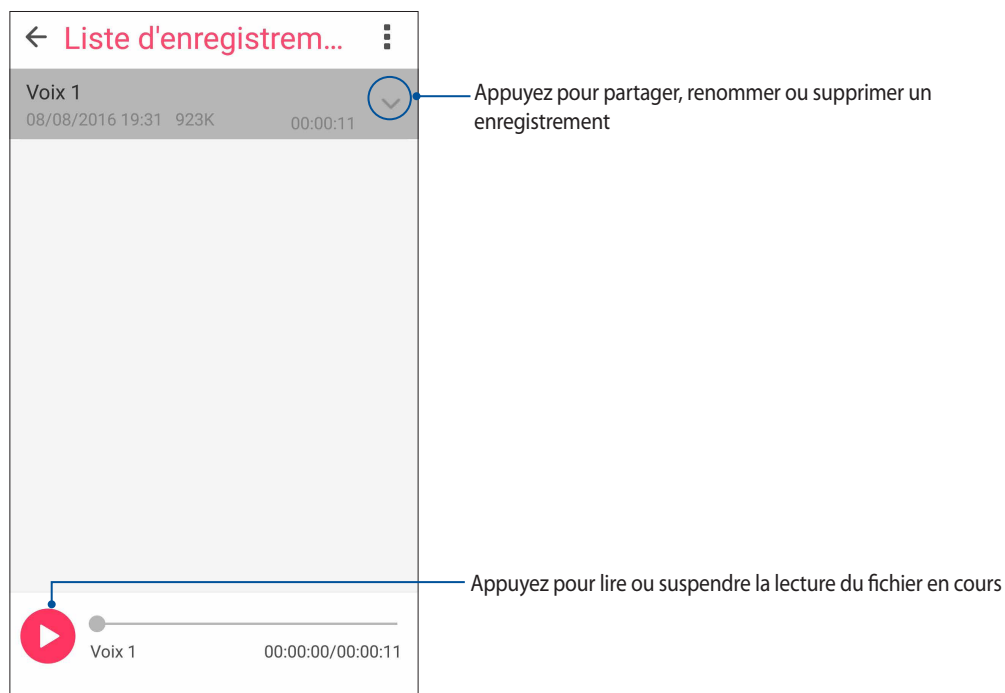 Liste d'enregistrem...
Voix 1
08/08/2016 19:31 923K 00:00:11
Appuyez pour partager, renommer ou supprimer un
enregistrement
Appuyez pour lire ou suspendre la lecture du fichier en cours
Voix 1 00:00:00/00:00:11